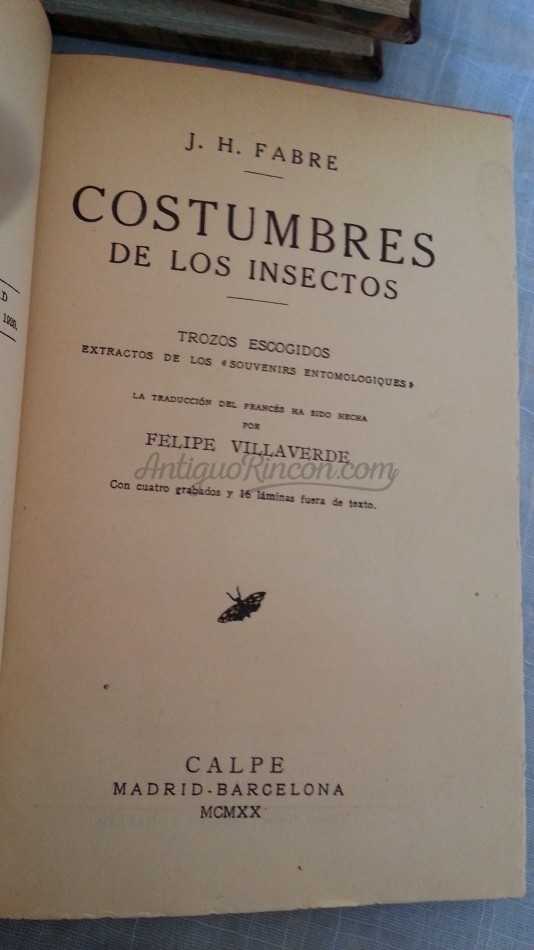 D
1920.
J. H. FABRE
COSTUMBRES
DE LOS INSECTOS
TROZOS ESCOGIDOS
EXTRACTOS DE LOS «SOUVENIRS ENTOMOLOGIQUES»
LA TRADUCCIÓN DEL FRANCÉS HA SIDO HECHA
POR
FELIPE VILLAVERDE
AntiguoRincon.com
Con cuatro grabados y 16 láminas fuera de texto.
CALPE
MADRID-BARCELONA
MCMXX